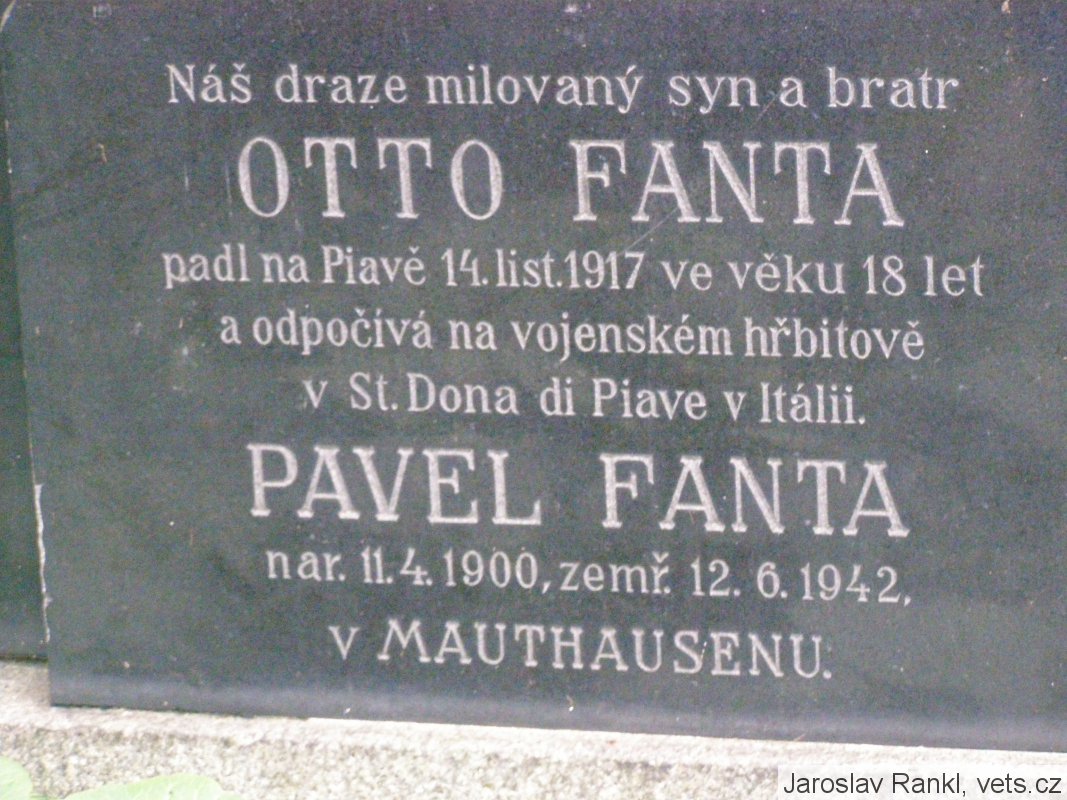 Náš draze milovaný syn a bratr
OTTO FANTA
padl na Piavě 14. list. 1917 ve věku 18 let
a odpočívá na vojenském hřbitově
v St. Dona di Piave v Itálii.
PAVEL FANTA
nar. 11. 4. 1900, zemř. 12. 6. 1942,
v MAUTHAUSENU.
Jaroslav Rankl, vets.cz